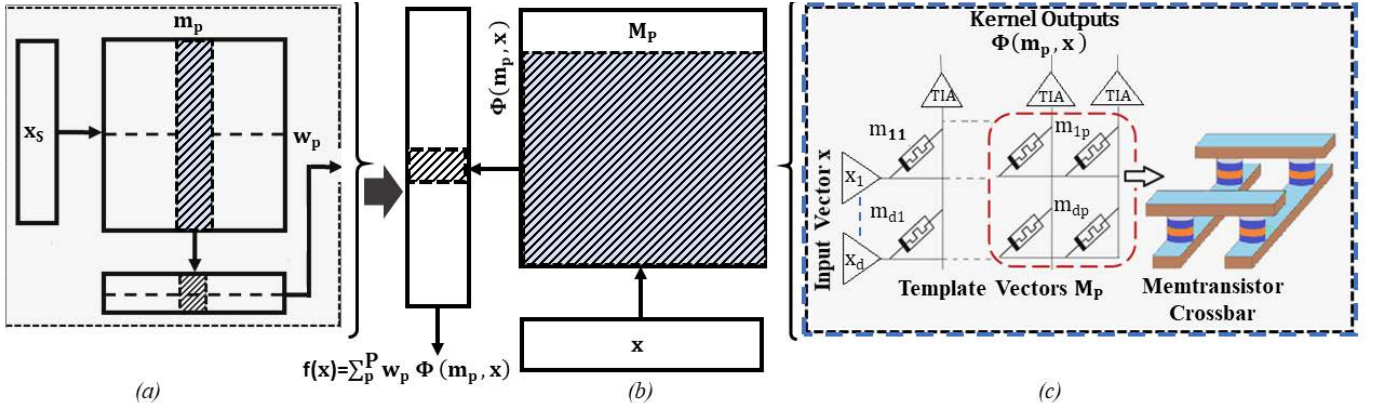 m_p
x_S
w_p
(a)
Φ(m_p, x)
M_P
x
f(x)=∑_p^P w_p Φ(m_p, x)
(b)
Kernel Outputs
Φ(m_p, x)
TIA
TIA
TIA
m_11
m_1p
x_1
m_d1
m_dp
x_d
Input Vector x
Template Vectors M_P
Memtransistor
Crossbar
(c)